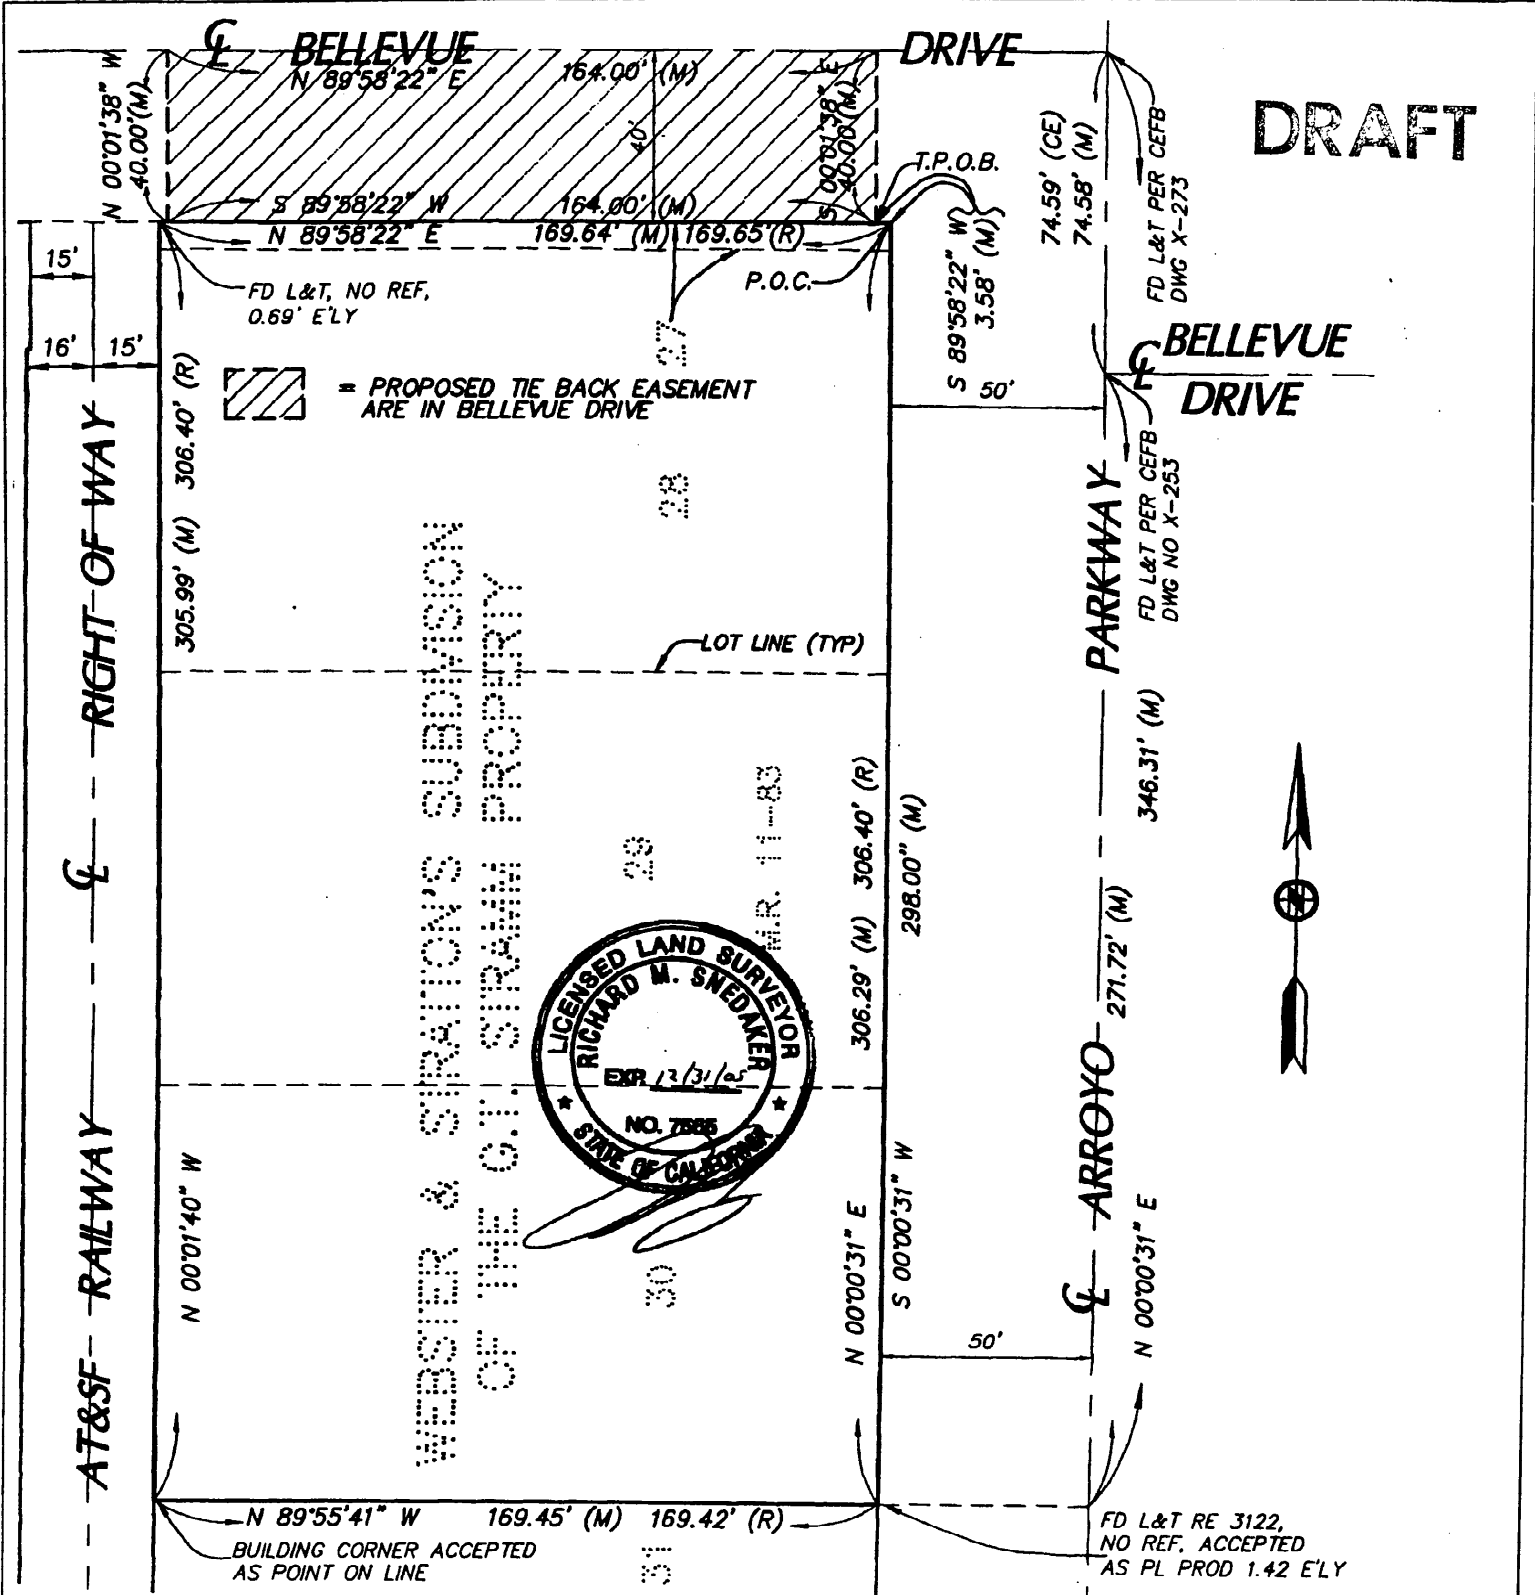 ℄ BELLEVUE DRIVE
N 89°58'22" E 164.00' (M)
N 00°01'38" W
40.00'(M)
40'
S 00°01'38" E
40.00'(M)
S 89°58'22" W 164.00' (M)
N 89°58'22" E 169.64' (M) 169.65'(R)
T.P.O.B.
P.O.C.
S 89°58'22" W
3.58' (M)
74.59' (CE)
74.58' (M)
FD L&T PER CEFB
DWG X-273
DRAFT
15'
FD L&T, NO REF,
0.69' E'LY
16' 15'
= PROPOSED TIE BACK EASEMENT
ARE IN BELLEVUE DRIVE
27
28
50'
℄ BELLEVUE
DRIVE
FD L&T PER CEFB
DWG NO X-253
305.99' (M) 306.40' (R)
LOT LINE (TYP)
AT&SF RAILWAY ℄ RIGHT OF WAY
N 00°01'40" W
WEBSTER & STRATION'S SUBDIVISION
OF THE G.T. STRAMM PROPERTY
29
M.R. 11-83
306.29' (M) 306.40' (R)
298.00" (M)
346.31' (M)
271.72' (M)
℄ ARROYO PARKWAY
LICENSED LAND SURVEYOR
RICHARD M. SNEDAKER
EXP. 12/31/05
NO. 7565
STATE OF CALIFORNIA
30
N 00°00'31" E
S 00°00'31" W
N 00°00'31" E
50'
N
N 89°55'41" W 169.45' (M) 169.42' (R)
BUILDING CORNER ACCEPTED
AS POINT ON LINE
31
FD L&T RE 3122,
NO REF, ACCEPTED
AS PL PROD 1.42 E'LY